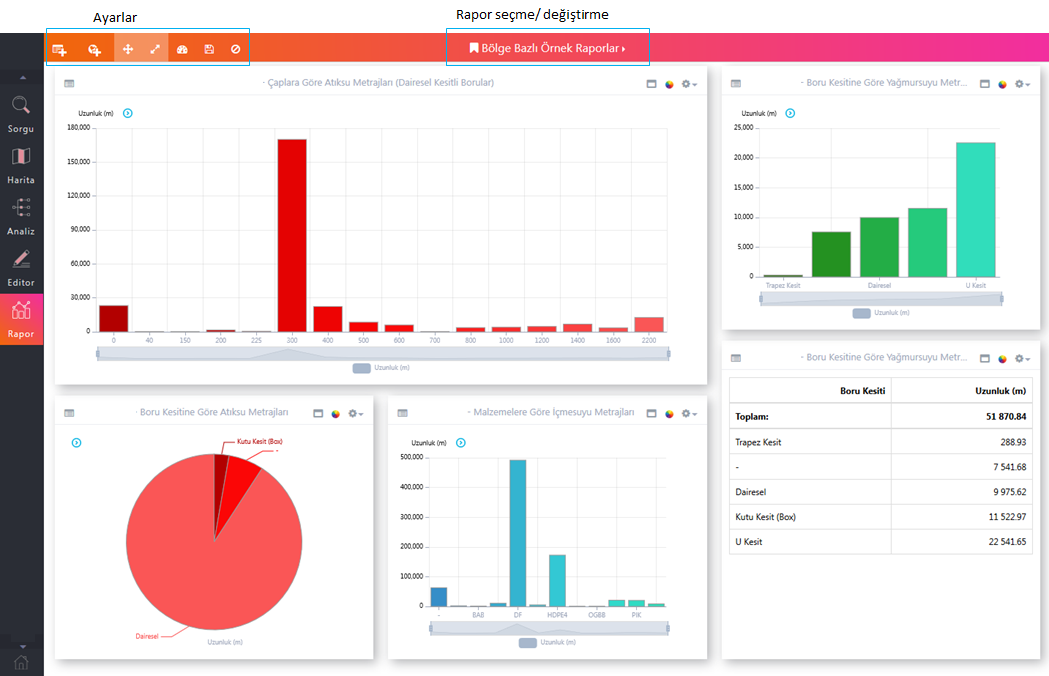 Ayarlar
Rapor seçme/ değiştirme
Bölge Bazlı Örnek Raporlar
Sorgu
Harita
Analiz
Editor
Rapor
- Çaplara Göre Atıksu Metrajları (Dairesel Kesitli Borular)
Uzunluk (m)
180,000
150,000
120,000
90,000
60,000
30,000
0
0 40 150 200 225 300 400 500 600 700 800 1000 1200 1400 1600 2200
Uzunluk (m)
- Boru Kesitine Göre Yağmursuyu Metr...
Uzunluk (m)
25,000
20,000
15,000
10,000
5,000
0
Trapez Kesit Dairesel U Kesit
Uzunluk (m)
- Boru Kesitine Göre Atıksu Metrajları
Kutu Kesit (Box)
-
Dairesel
Uzunluk (m)
- Malzemelere Göre İçmesuyu Metrajları
Uzunluk (m)
500,000
400,000
300,000
200,000
100,000
0
- BAB DF HDPE4 OGBB PIK
Uzunluk (m)
- Boru Kesitine Göre Yağmursuyu Metr...
Boru Kesiti Uzunluk (m)
Toplam: 51 870.84
Trapez Kesit 288.93
- 7 541.68
Dairesel 9 975.62
Kutu Kesit (Box) 11 522.97
U Kesit 22 541.65